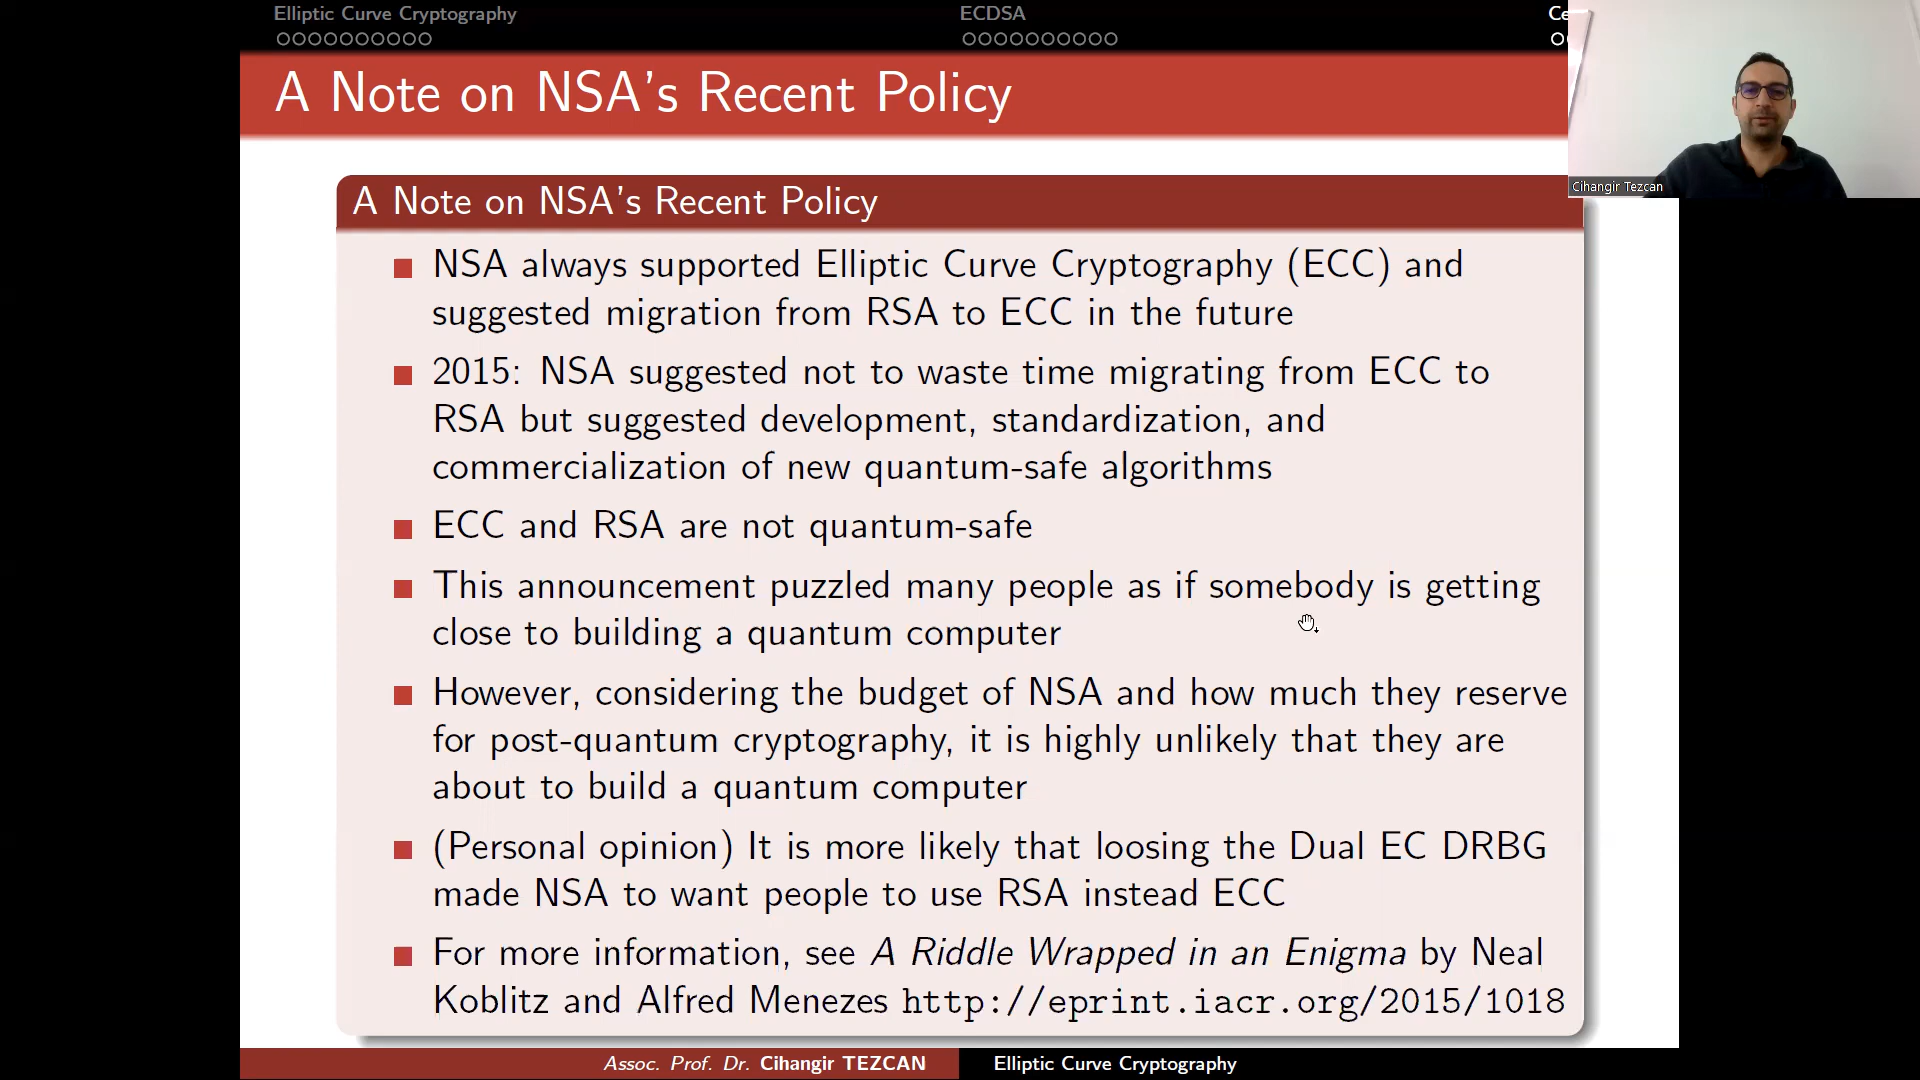 Elliptic Curve Cryptography
ECDSA
Ce
A Note on NSA's Recent Policy
Cihangir Tezcan
A Note on NSA's Recent Policy
NSA always supported Elliptic Curve Cryptography (ECC) and
suggested migration from RSA to ECC in the future
2015: NSA suggested not to waste time migrating from ECC to
RSA but suggested development, standardization, and
commercialization of new quantum-safe algorithms
ECC and RSA are not quantum-safe
This announcement puzzled many people as if somebody is getting
close to building a quantum computer
However, considering the budget of NSA and how much they reserve
for post-quantum cryptography, it is highly unlikely that they are
about to build a quantum computer
(Personal opinion) It is more likely that loosing the Dual EC DRBG
made NSA to want people to use RSA instead ECC
For more information, see A Riddle Wrapped in an Enigma by Neal
Koblitz and Alfred Menezes http://eprint.iacr.org/2015/1018
Assoc. Prof. Dr. Cihangir TEZCAN
Elliptic Curve Cryptography